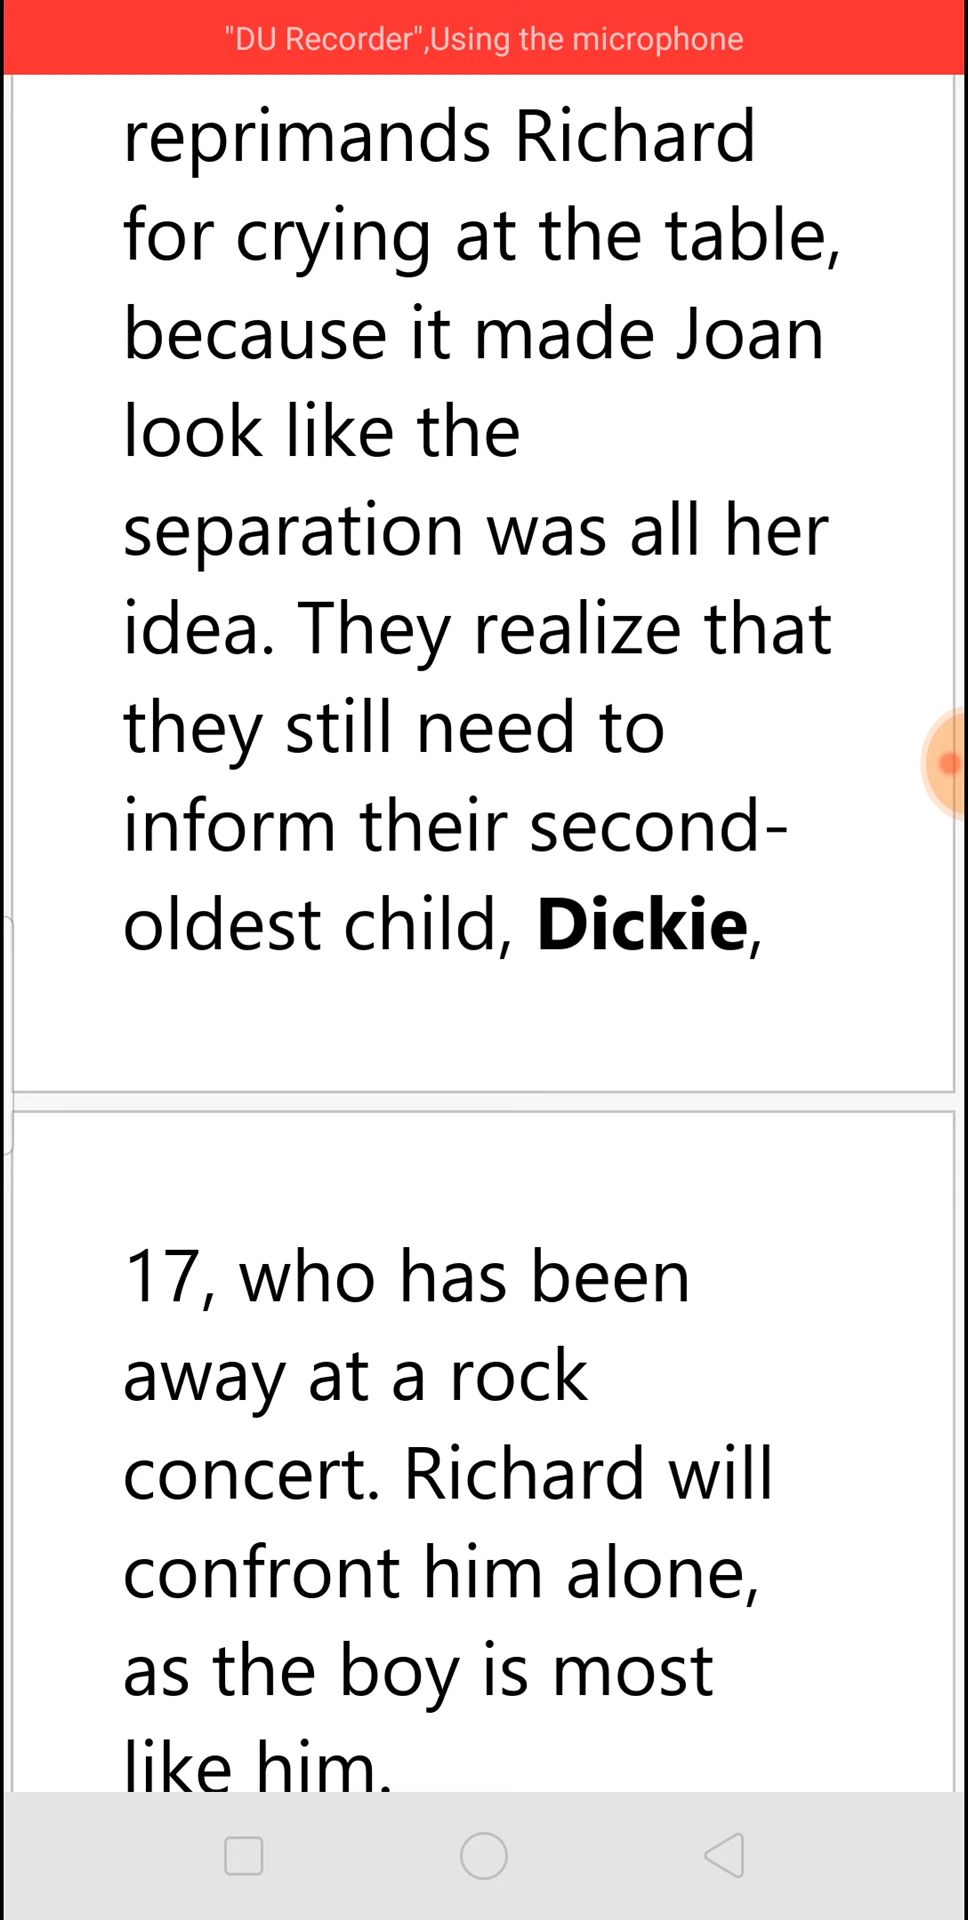 "DU Recorder",Using the microphone
reprimands Richard
for crying at the table,
because it made Joan
look like the
separation was all her
idea. They realize that
they still need to
inform their second-
oldest child, Dickie,
17, who has been
away at a rock
concert. Richard will
confront him alone,
as the boy is most
like him.